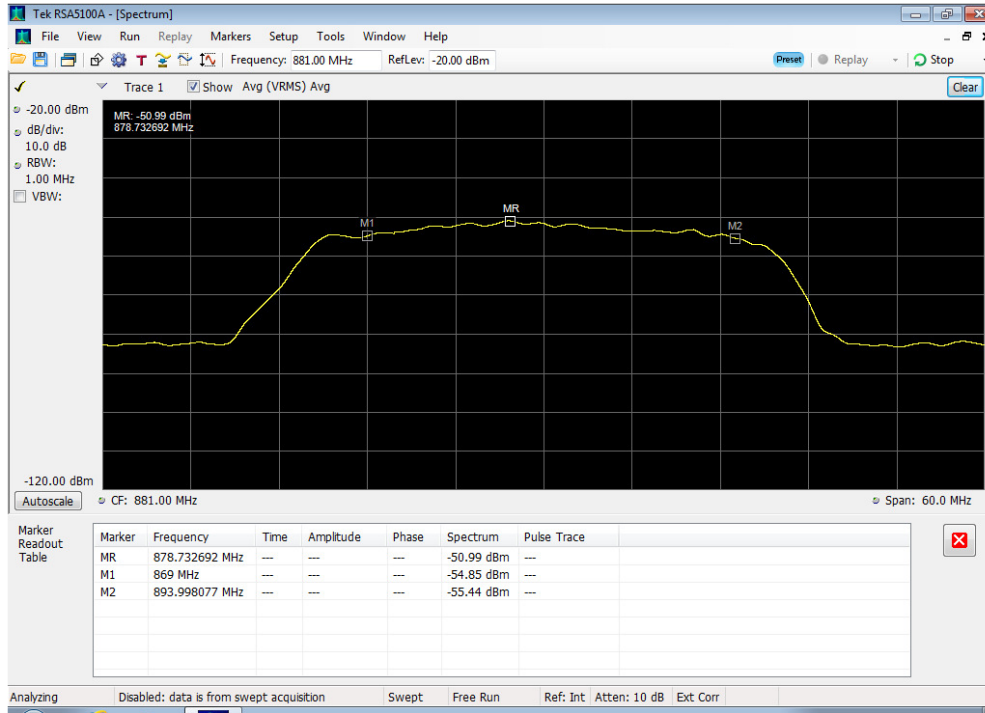 Tek RSA5100A - [Spectrum]
File View Run Replay Markers Setup Tools Window Help
T Frequency: 881.00 MHz RefLev: -20.00 dBm Preset Replay Stop
Trace 1 Show Avg (VRMS) Avg Clear
-20.00 dBm
dB/div:
10.0 dB
RBW:
1.00 MHz
VBW:
-120.00 dBm
MR: -50.99 dBm
878.732692 MHz
M1
MR
M2
Autoscale CF: 881.00 MHz Span: 60.0 MHz
Marker
Readout
Table
Marker Frequency Time Amplitude Phase Spectrum Pulse Trace
MR 878.732692 MHz --- --- --- -50.99 dBm ---
M1 869 MHz --- --- --- -54.85 dBm ---
M2 893.998077 MHz --- --- --- -55.44 dBm ---
Analyzing Disabled: data is from swept acquisition Swept Free Run Ref: Int Atten: 10 dB Ext Corr